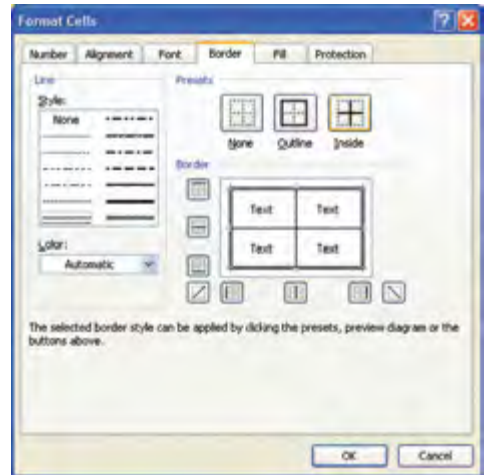 Format Cells
Number Alignment Font Border Fill Protection
Line
Style:
None
Color:
Automatic
Presets
None Outline Inside
Border
Text Text
Text Text
The selected border style can be applied by clicking the presets, preview diagram or the
buttons above.
OK Cancel